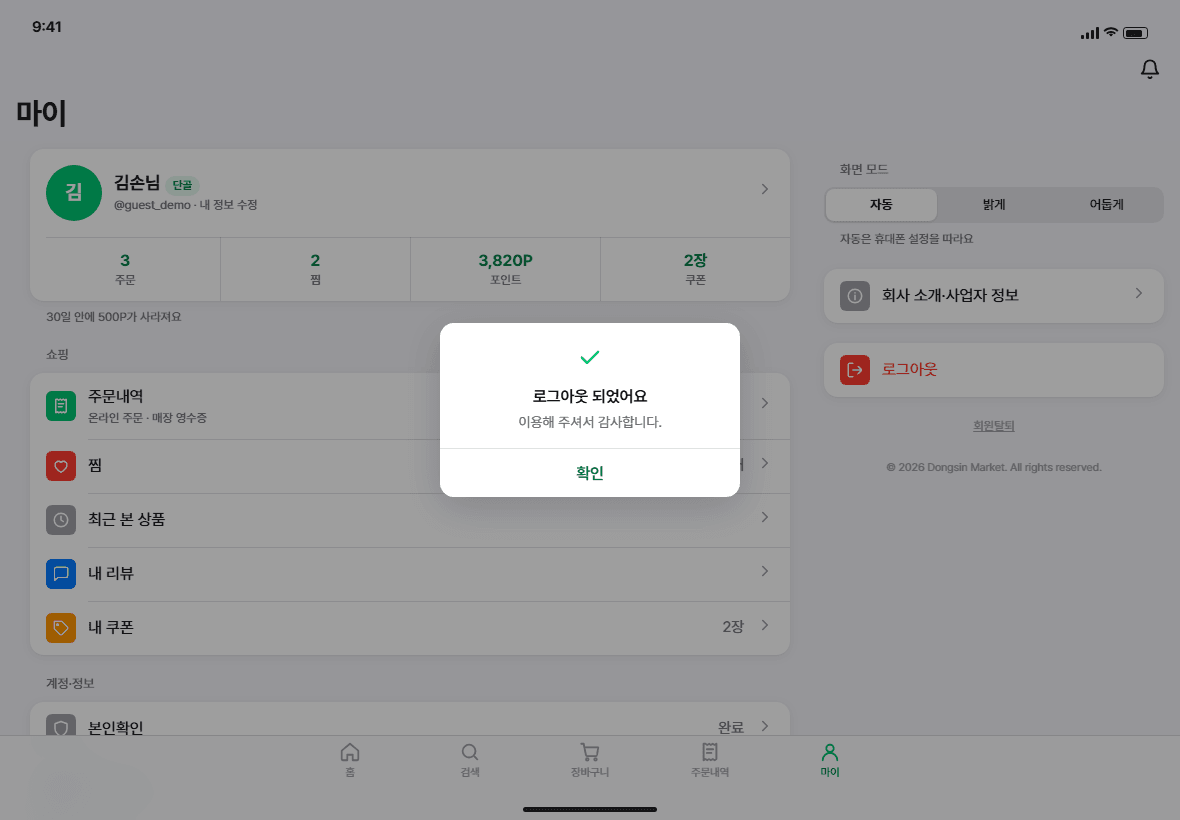 9:41
마이
김
김손님 단골
@guest_demo · 내 정보 수정
3
주문
2
찜
3,820P
포인트
2장
쿠폰
30일 안에 500P가 사라져요
쇼핑
주문내역
온라인 주문 · 매장 영수증
찜
최근 본 상품
내 리뷰
내 쿠폰
2장
계정·정보
본인확인
완료
화면 모드
자동
밝게
어둡게
자동은 휴대폰 설정을 따라요
회사 소개·사업자 정보
로그아웃
회원탈퇴
© 2026 Dongsin Market. All rights reserved.
로그아웃 되었어요
이용해 주셔서 감사합니다.
확인
홈
검색
장바구니
주문내역
마이